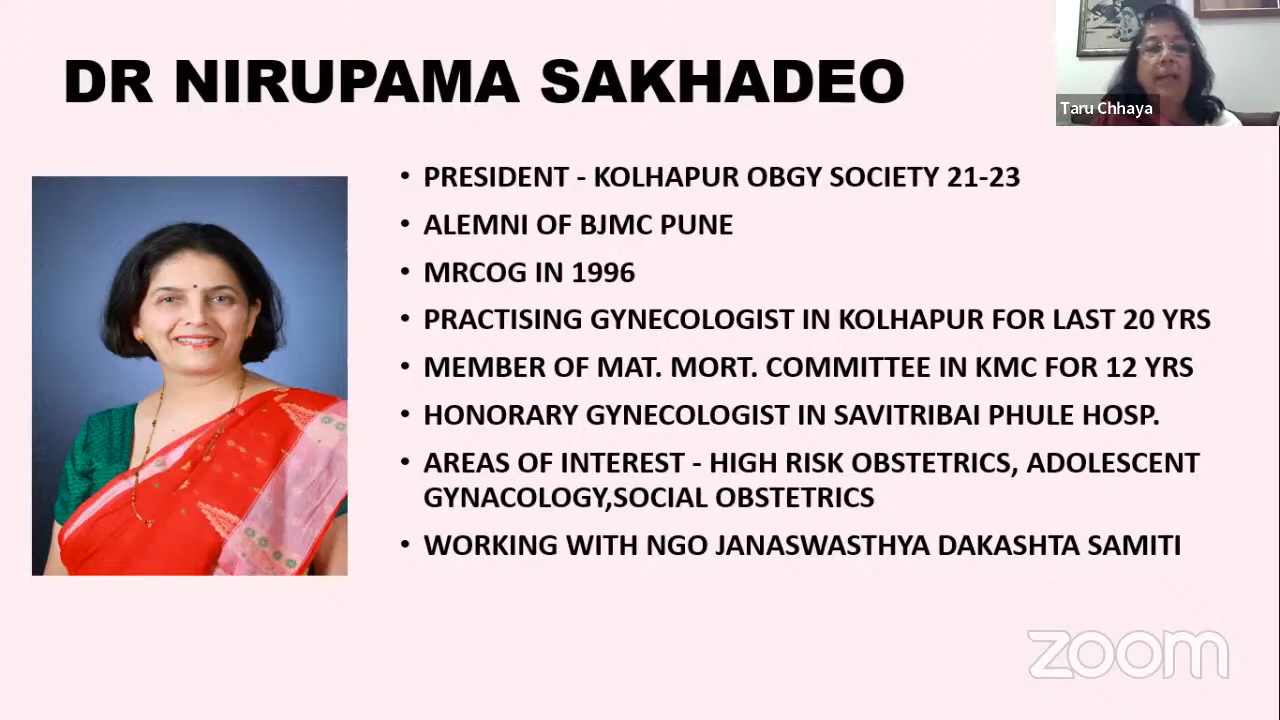 DR NIRUPAMA SAKHADEO
Taru Chhaya
• PRESIDENT - KOLHAPUR OBGY SOCIETY 21-23
• ALEMNI OF BJMC PUNE
• MRCOG IN 1996
• PRACTISING GYNECOLOGIST IN KOLHAPUR FOR LAST 20 YRS
• MEMBER OF MAT. MORT. COMMITTEE IN KMC FOR 12 YRS
• HONORARY GYNECOLOGIST IN SAVITRIBAI PHULE HOSP.
• AREAS OF INTEREST - HIGH RISK OBSTETRICS, ADOLESCENT
GYNACOLOGY,SOCIAL OBSTETRICS
• WORKING WITH NGO JANASWASTHYA DAKASHTA SAMITI
zoom